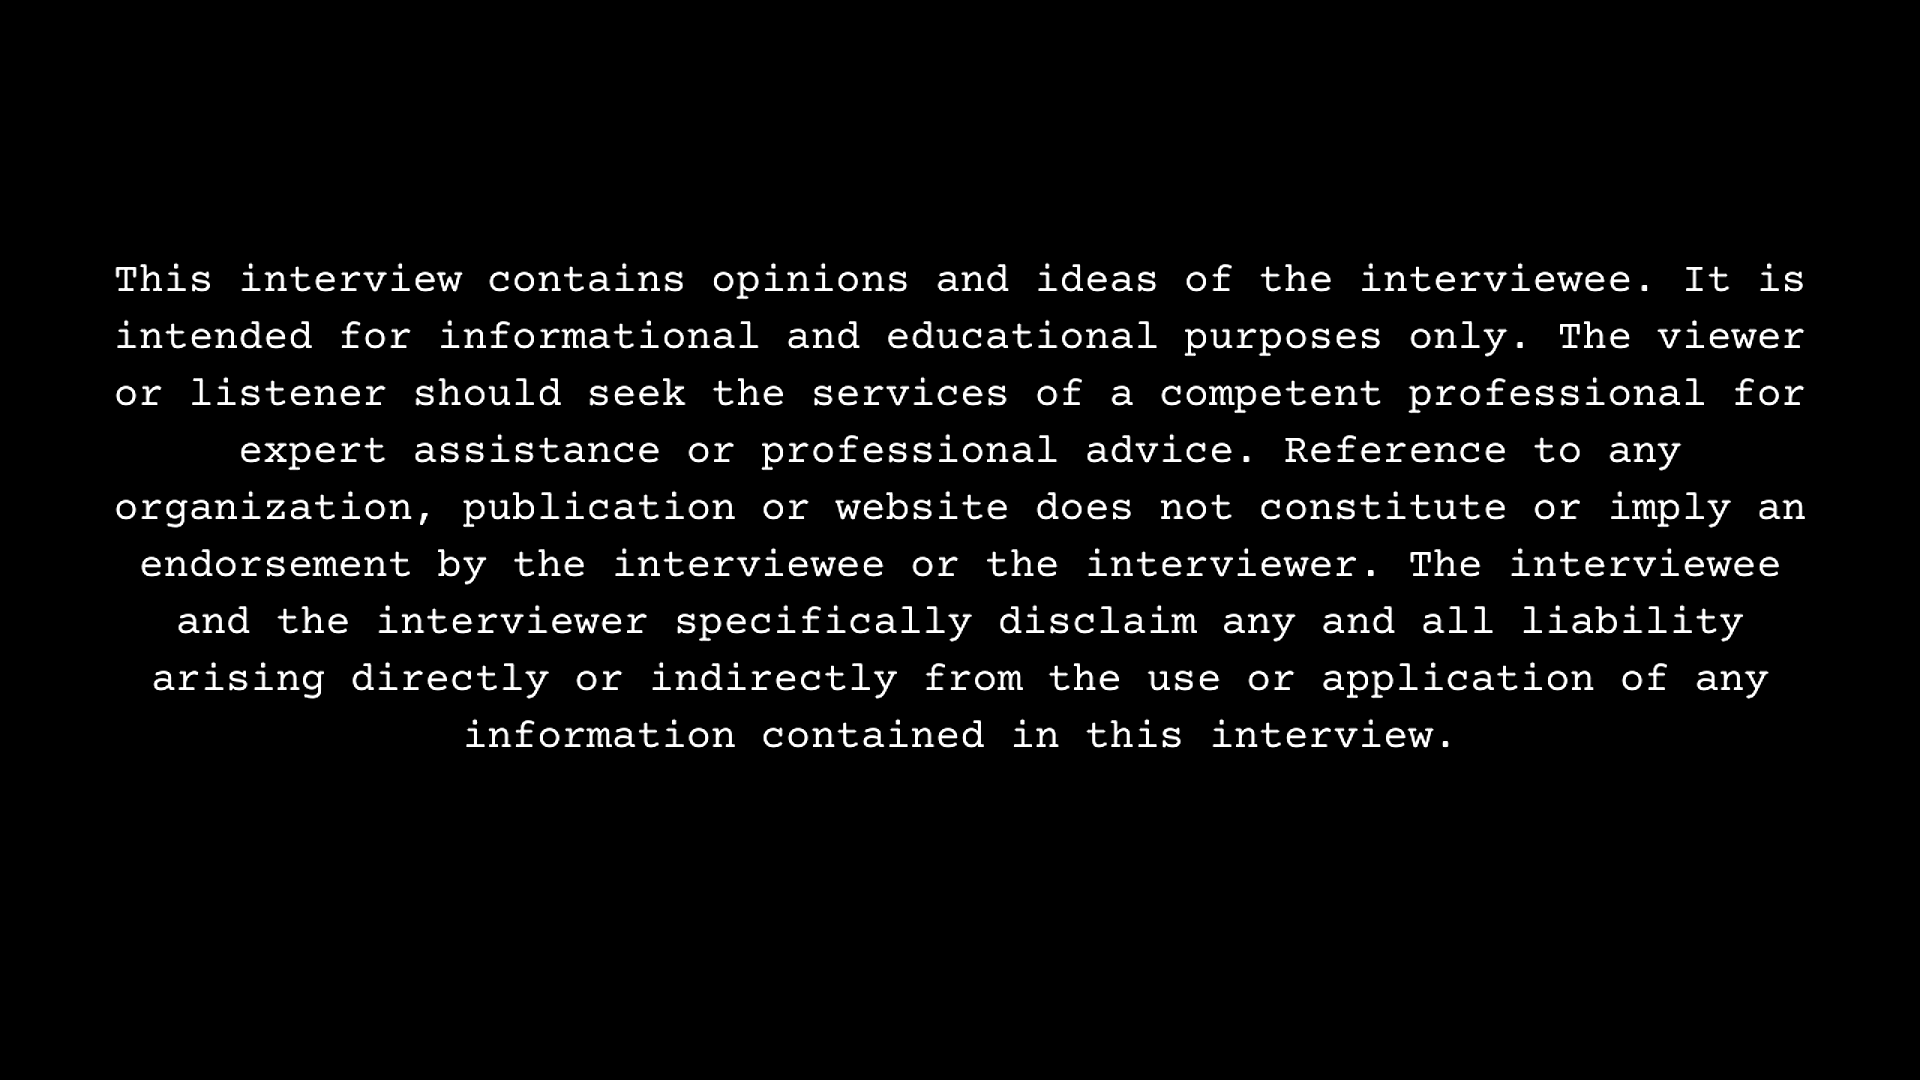 This interview contains opinions and ideas of the interviewee. It is
intended for informational and educational purposes only. The viewer
or listener should seek the services of a competent professional for
expert assistance or professional advice. Reference to any
organization, publication or website does not constitute or imply an
endorsement by the interviewee or the interviewer. The interviewee
and the interviewer specifically disclaim any and all liability
arising directly or indirectly from the use or application of any
information contained in this interview.